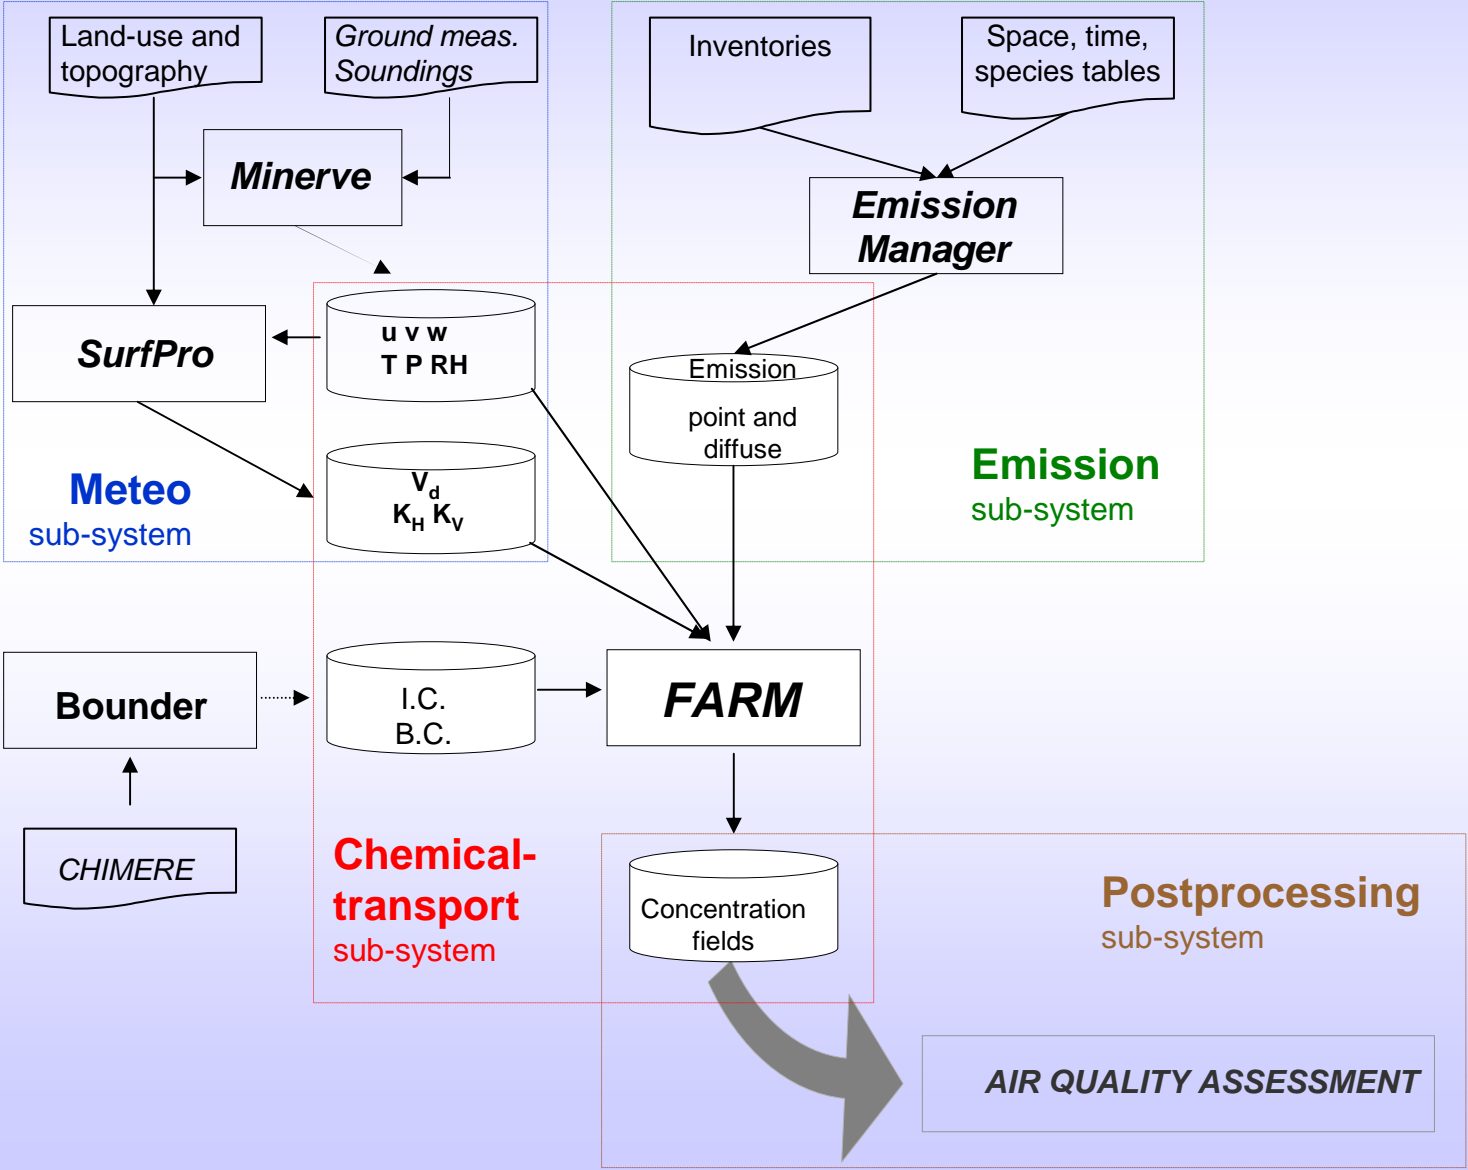 Land-use and
topography
Ground meas.
Soundings
Inventories
Space, time,
species tables
Minerve
Emission
Manager
SurfPro
u v w
T P RH
Emission
point and
diffuse
Meteo
sub-system
Vd
KH KV
Emission
sub-system
Bounder
I.C.
B.C.
FARM
CHIMERE
Chemical-
transport
sub-system
Concentration
fields
Postprocessing
sub-system
AIR QUALITY ASSESSMENT